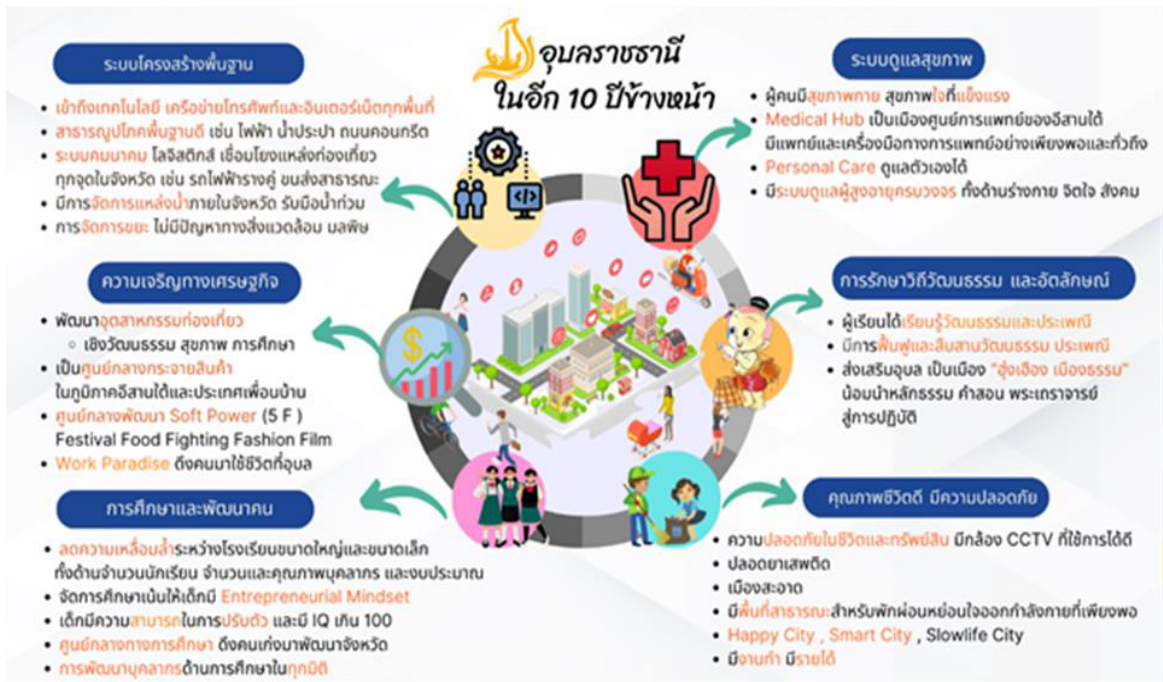 อุบลราชธานี
ในอีก 10 ปีข้างหน้า
ระบบโครงสร้างพื้นฐาน
• เข้าถึงเทคโนโลยี เครือข่ายโทรศัพท์และอินเตอร์เน็ตทุกพื้นที่
• สาธารณูปโภคพื้นฐานดี เช่น ไฟฟ้า น้ำประปา ถนนคอนกรีต
• ระบบคมนาคม โลจิสติกส์ เชื่อมโยงแหล่งท่องเที่ยว
ทุกจุดในจังหวัด เช่น รถไฟฟ้ารางคู่ ขนส่งสาธารณะ
• มีการจัดการแหล่งน้ำภายในจังหวัด รับมือน้ำท่วม
• การจัดการขยะ ไม่มีปัญหาทางสิ่งแวดล้อม มลพิษ
ความเจริญทางเศรษฐกิจ
• พัฒนาอุตสาหกรรมท่องเที่ยว
○ เชิงวัฒนธรรม สุขภาพ การศึกษา
• เป็นศูนย์กลางกระจายสินค้า
ในภูมิภาคอีสานใต้และประเทศเพื่อนบ้าน
• ศูนย์กลางพัฒนา Soft Power (5 F )
Festival Food Fighting Fashion Film
• Work Paradise ดึงคนมาใช้ชีวิตที่อุบล
การศึกษาและพัฒนาคน
• ลดความเหลื่อมล้ำระหว่างโรงเรียนขนาดใหญ่และขนาดเล็ก
ทั้งด้านจำนวนนักเรียน จำนวนและคุณภาพบุคลากร และงบประมาณ
• จัดการศึกษาเน้นให้เด็กมี Entrepreneurial Mindset
• เด็กมีความสามารถในการปรับตัว และมี IQ เกิน 100
• ศูนย์กลางทางการศึกษา ดึงคนเก่งมาพัฒนาจังหวัด
• การพัฒนาบุคลากรด้านการศึกษาในทุกมิติ
ระบบดูแลสุขภาพ
• ผู้คนมีสุขภาพกาย สุขภาพใจที่แข็งแรง
• Medical Hub เป็นเมืองศูนย์การแพทย์ของอีสานใต้
มีแพทย์และเครื่องมือทางการแพทย์อย่างเพียงพอและทั่วถึง
• Personal Care ดูแลตัวเองได้
• มีระบบดูแลผู้สูงอายุครบวงจร ทั้งด้านร่างกาย จิตใจ สังคม
การรักษาวิถีวัฒนธรรม และอัตลักษณ์
• ผู้เรียนได้เรียนรู้วัฒนธรรมและประเพณี
• มีการฟื้นฟูและสืบสานวัฒนธรรม ประเพณี
• ส่งเสริมอุบล เป็นเมือง "ฮุ่งเฮือง เมืองธรรม"
น้อมนำหลักธรรม คำสอน พระเถราจารย์
สู่การปฏิบัติ
คุณภาพชีวิตดี มีความปลอดภัย
• ความปลอดภัยในชีวิตและทรัพย์สิน มีกล้อง CCTV ที่ใช้การได้ดี
• ปลอดยาเสพติด
• เมืองสะอาด
• มีพื้นที่สาธารณะสำหรับพักผ่อนหย่อนใจออกกำลังกายที่เพียงพอ
• Happy City , Smart City , Slowlife City
• มีงานทำ มีรายได้